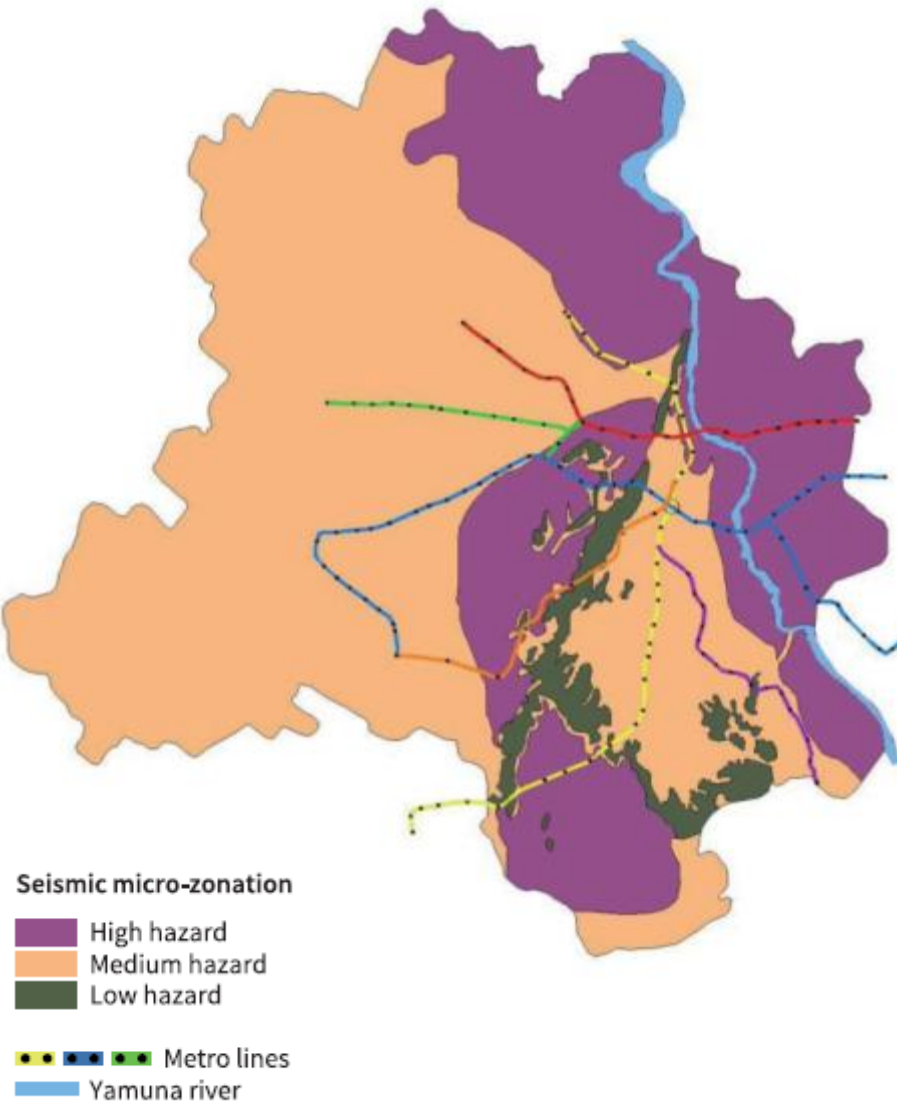 Seismic micro-zonation
High hazard
Medium hazard
Low hazard
Metro lines
Yamuna river